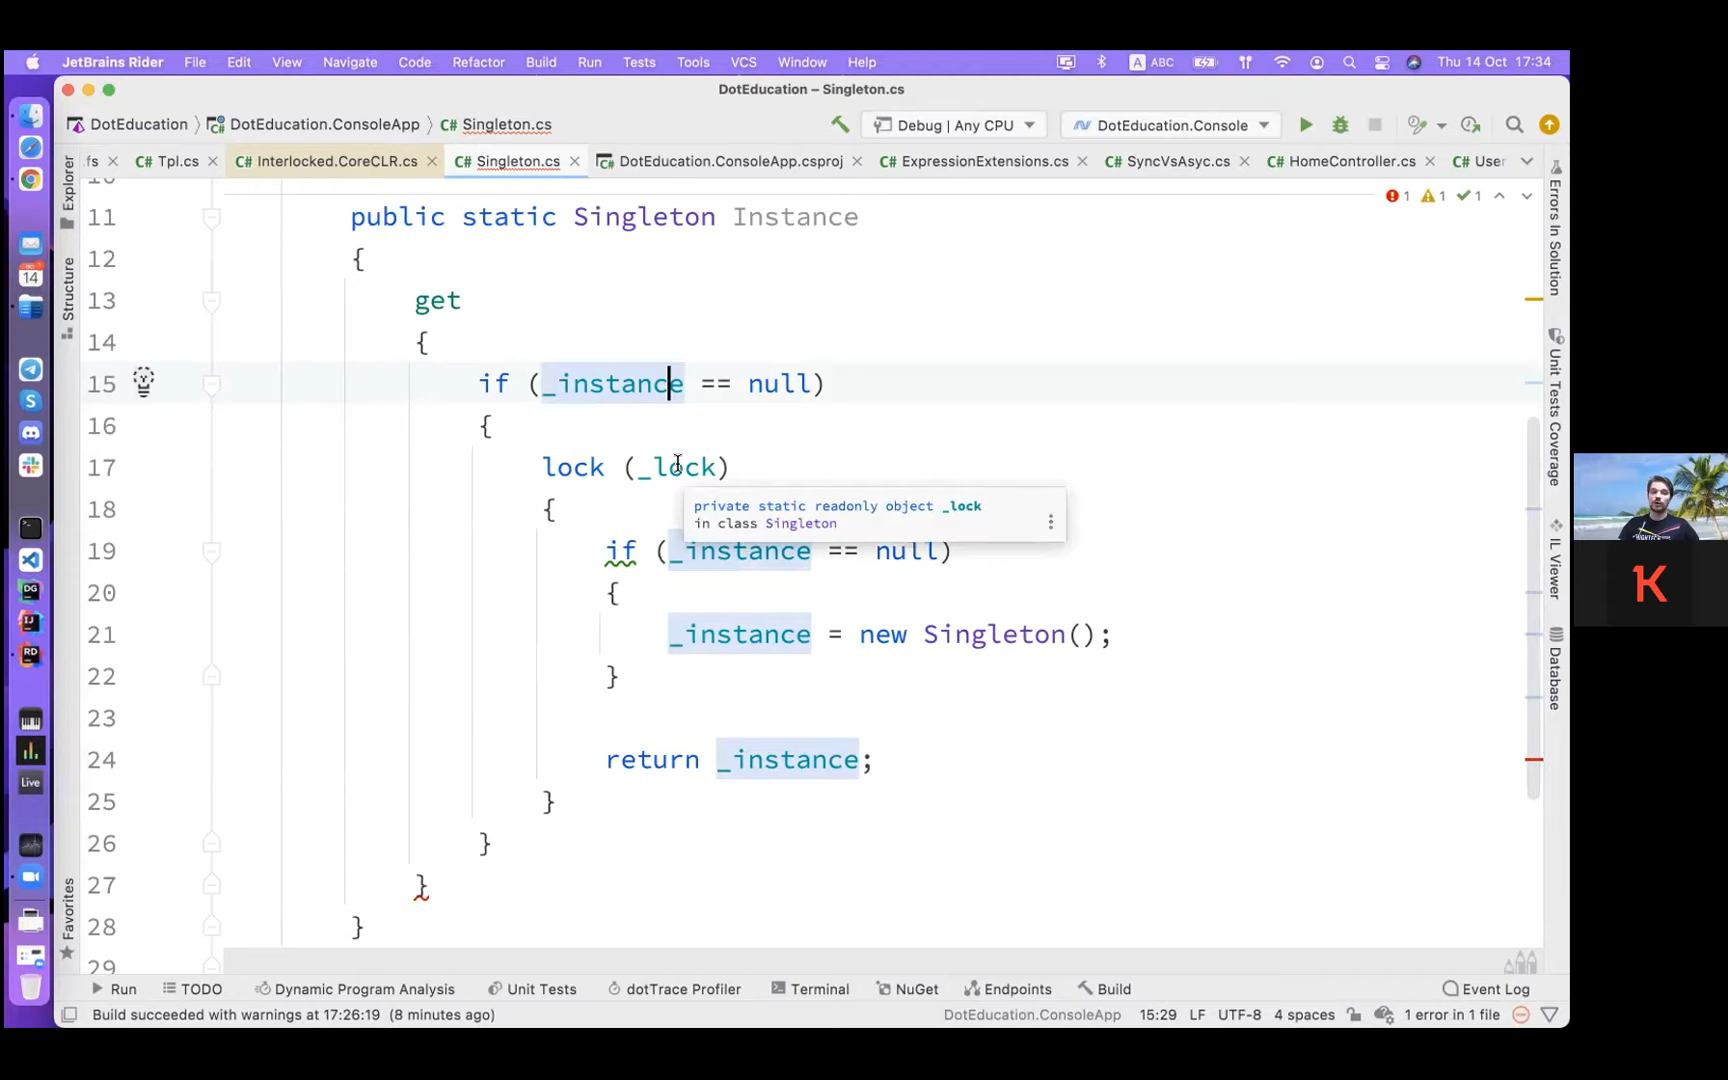 JetBrains Rider File Edit View Navigate Code Refactor Build Run Tests Tools VCS Window Help A ABC Thu 14 Oct 17:34
DotEducation – Singleton.cs
DotEducation DotEducation.ConsoleApp C# Singleton.cs Debug | Any CPU DotEducation.Console
.fs C# Tpl.cs C# Interlocked.CoreCLR.cs C# Singleton.cs DotEducation.ConsoleApp.csproj C# ExpressionExtensions.cs C# SyncVsAsyc.cs C# HomeController.cs C# User
1 1 1
Explorer
Structure
Favorites
11 public static Singleton Instance
12 {
13 get
14 {
15 if (_instance == null)
16 {
17 lock (_lock)
18 {
private static readonly object _lock
in class Singleton
19 if (_instance == null)
20 {
21 _instance = new Singleton();
22 }
23
24 return _instance;
25 }
26 }
27 }
28 }
29
Errors In Solution
Unit Tests Coverage
IL Viewer
Database
14
DG
IJ
RD
Live
K
Run TODO Dynamic Program Analysis Unit Tests dotTrace Profiler Terminal NuGet Endpoints Build Event Log
Build succeeded with warnings at 17:26:19 (8 minutes ago) DotEducation.ConsoleApp 15:29 LF UTF-8 4 spaces 1 error in 1 file